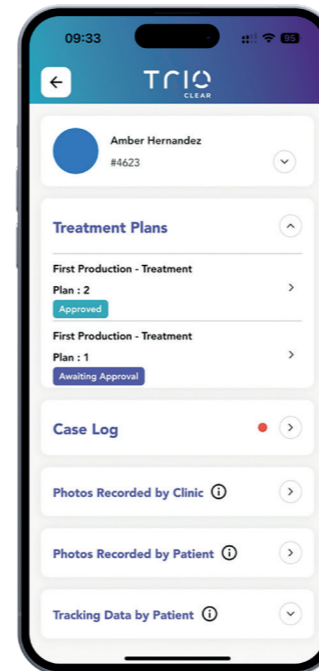 09:33
95
TRIO
CLEAR
Amber Hernandez
#4623
Treatment Plans
First Production - Treatment
Plan : 2
Approved
First Production - Treatment
Plan : 1
Awaiting Approval
Case Log
Photos Recorded by Clinic
Photos Recorded by Patient
Tracking Data by Patient